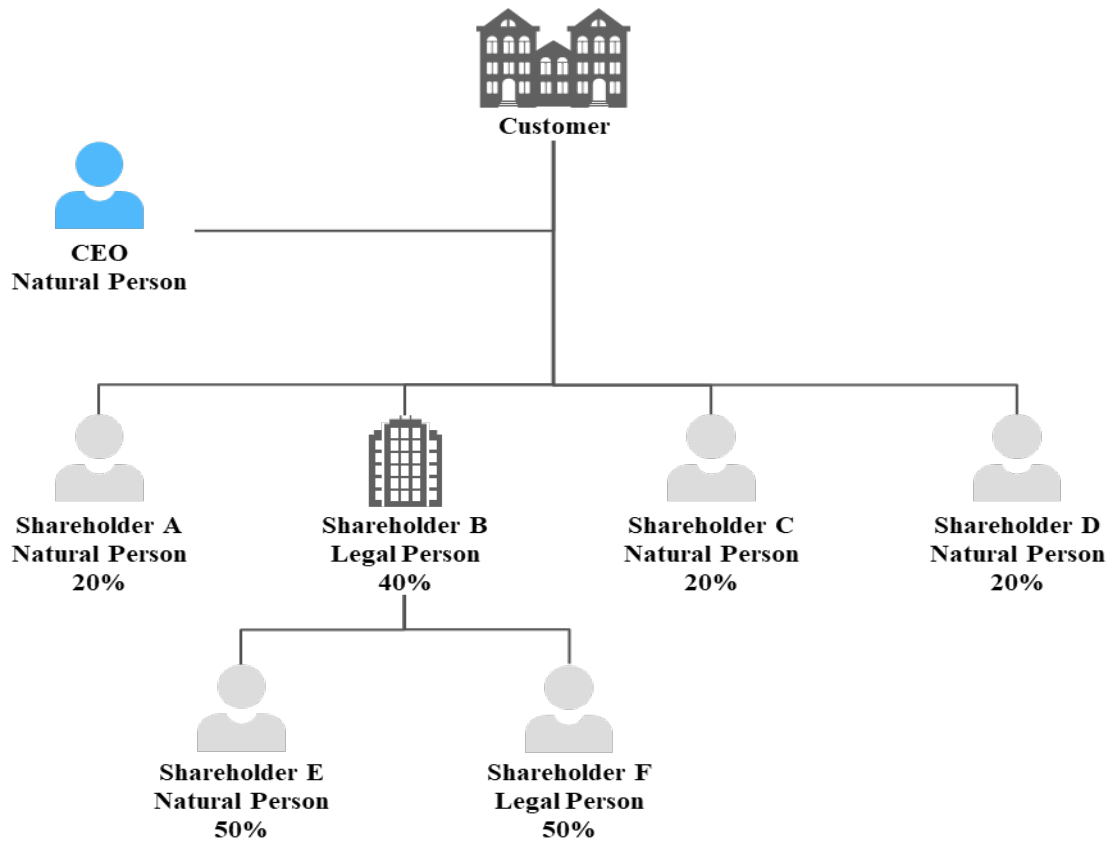 Customer
CEO
Natural Person
Shareholder A
Natural Person
20%
Shareholder B
Legal Person
40%
Shareholder C
Natural Person
20%
Shareholder D
Natural Person
20%
Shareholder E
Natural Person
50%
Shareholder F
Legal Person
50%